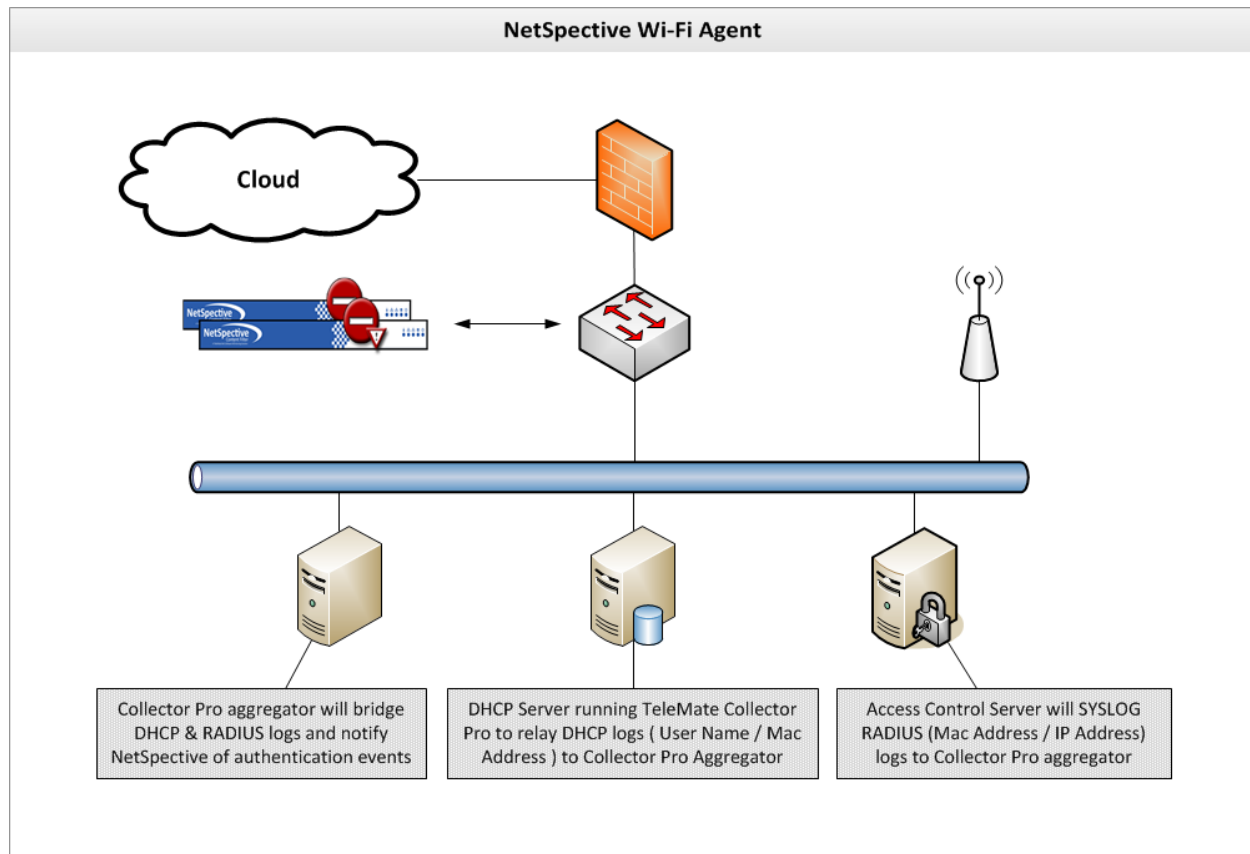 NetSpective Wi-Fi Agent
Cloud
NetSpective
NetSpective
Collector Pro aggregator will bridge
DHCP & RADIUS logs and notify
NetSpective of authentication events
DHCP Server running TeleMate Collector
Pro to relay DHCP logs ( User Name / Mac
Address ) to Collector Pro Aggregator
Access Control Server will SYSLOG
RADIUS (Mac Address / IP Address)
logs to Collector Pro aggregator